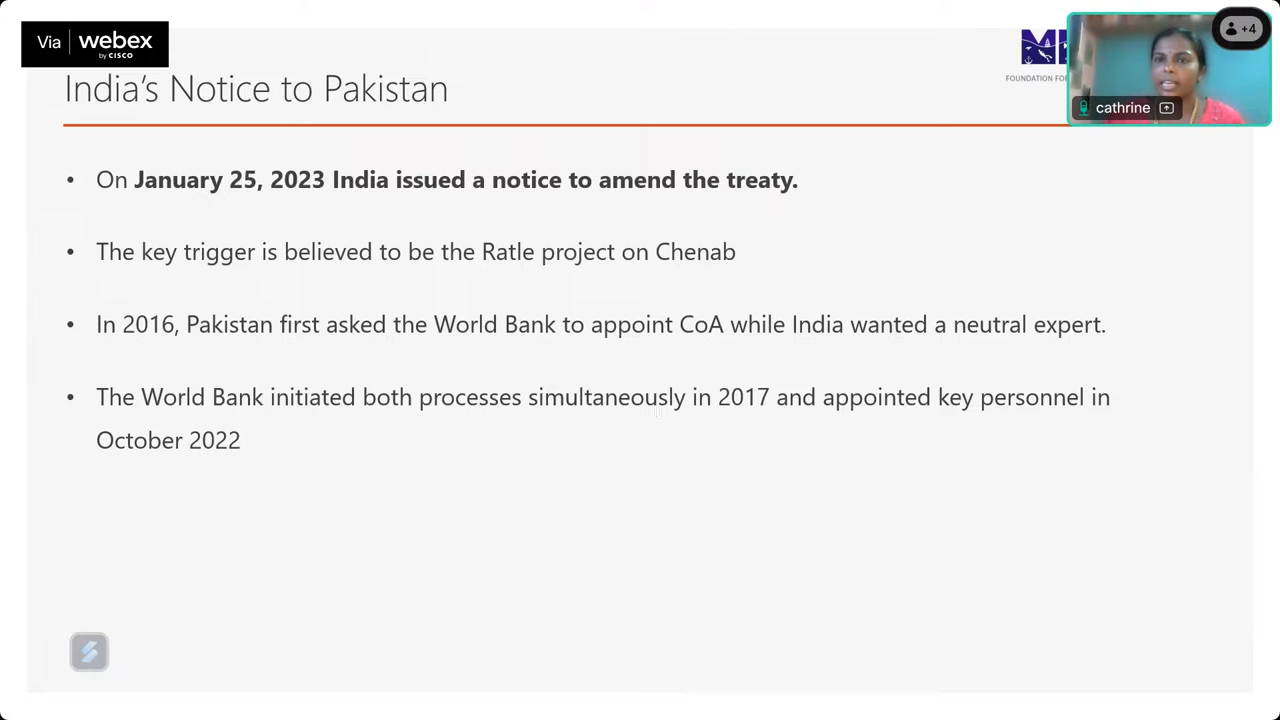 Via webex
by CISCO
+4
India's Notice to Pakistan
FOUNDATION FOR
cathrine
• On January 25, 2023 India issued a notice to amend the treaty.
• The key trigger is believed to be the Ratle project on Chenab
• In 2016, Pakistan first asked the World Bank to appoint CoA while India wanted a neutral expert.
• The World Bank initiated both processes simultaneously in 2017 and appointed key personnel in
October 2022